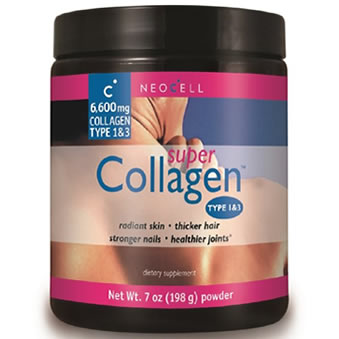 C+
6,600mg
COLLAGEN
TYPE 1&3
NEOCELL
super
Collagen™
TYPE 1&3
radiant skin • thicker hair
stronger nails • healthier joints*
dietary supplement
Net Wt. 7 oz (198 g) powder